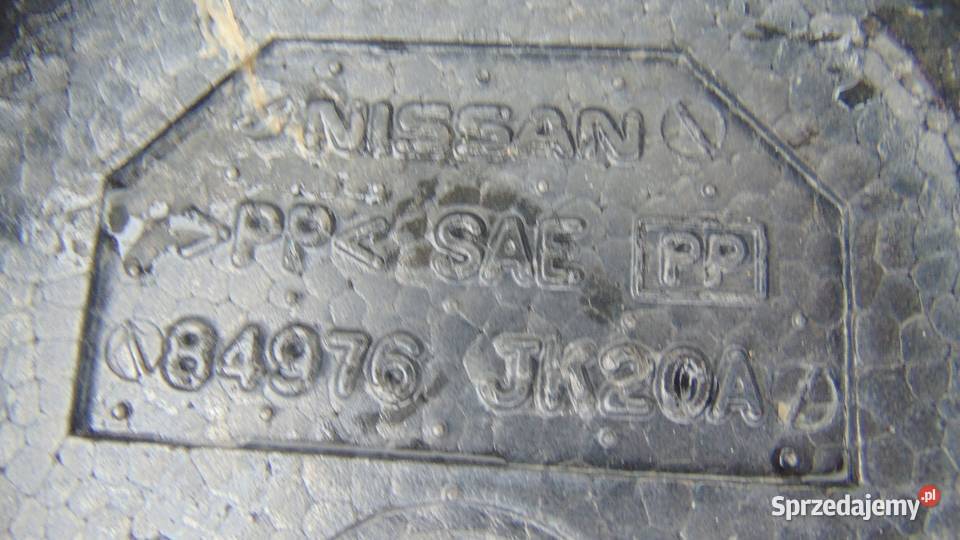 NISSAN
>PP< SAE PP
84976 JK20A
Sprzedajemy.pl